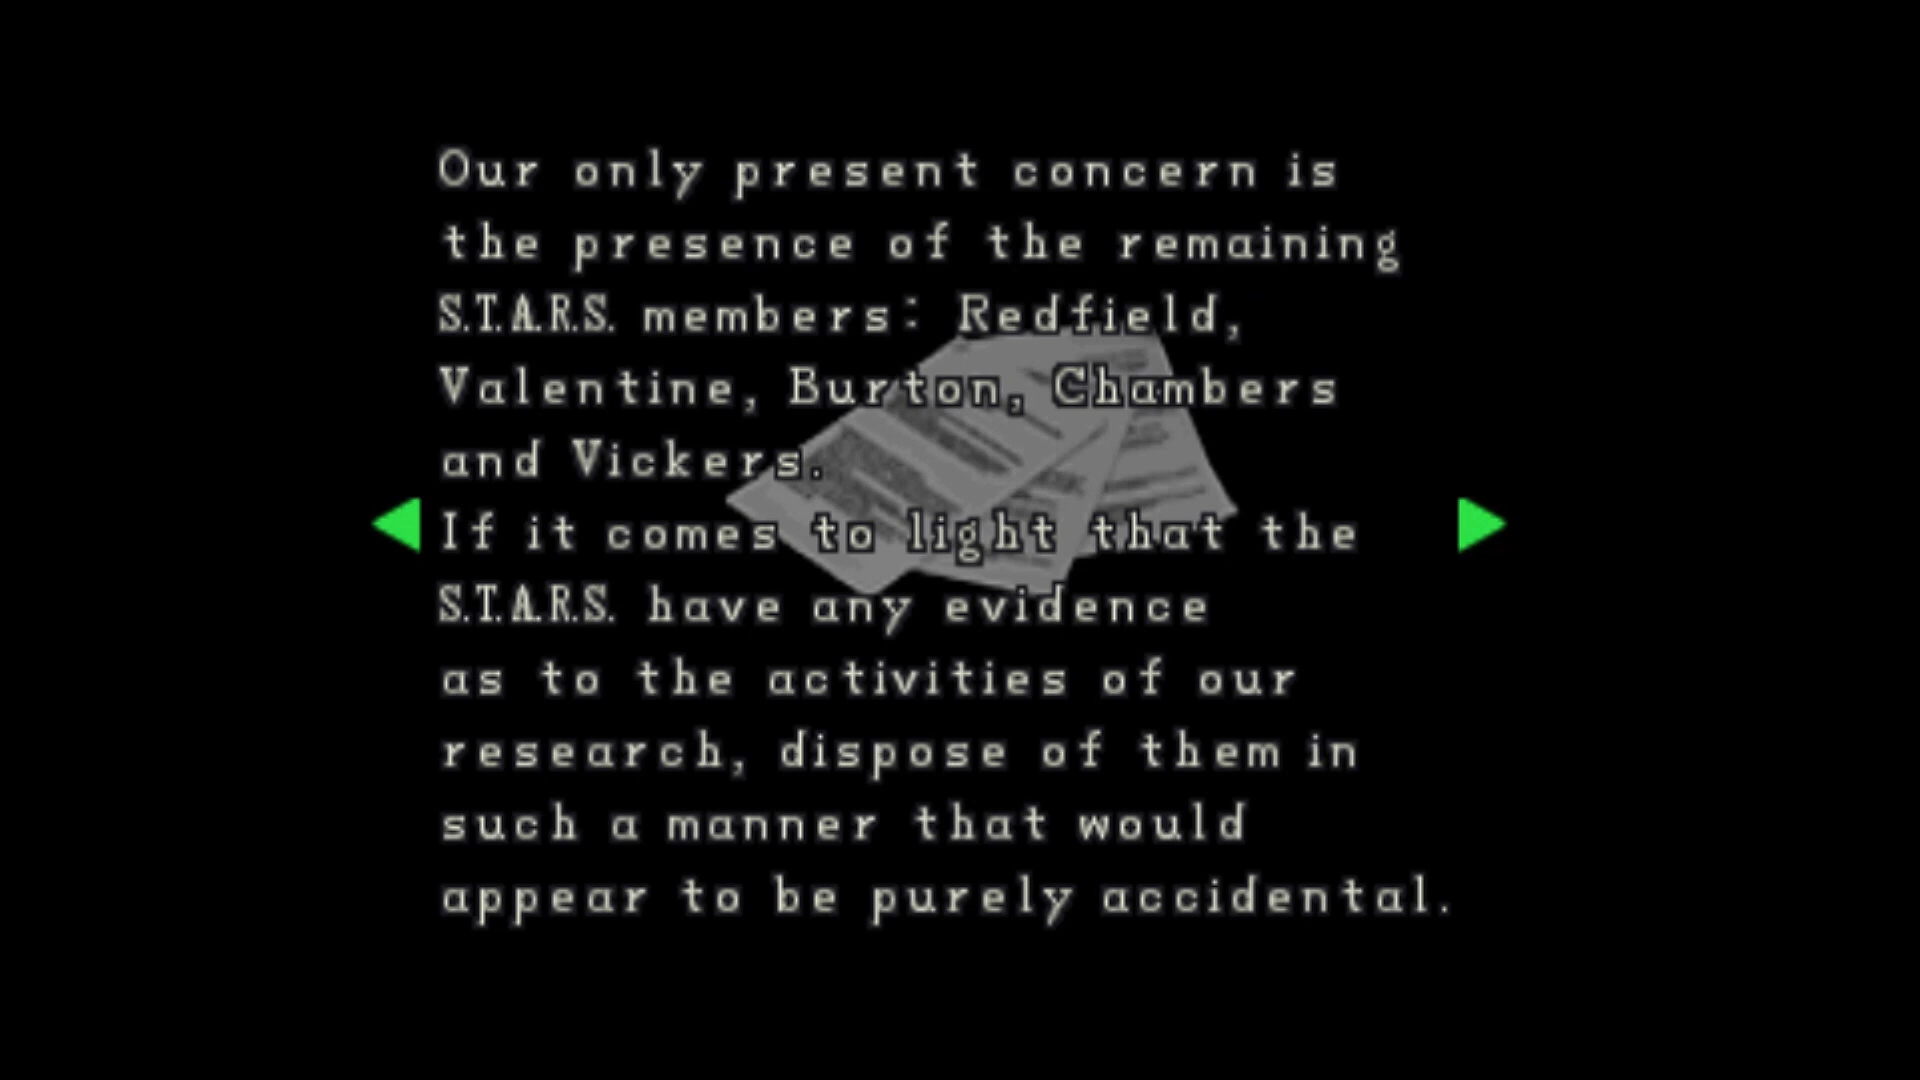 Our only present concern is
the presence of the remaining
S.T.A.R.S. members: Redfield,
Valentine, Burton, Chambers
and Vickers.
If it comes to light that the
S.T.A.R.S. have any evidence
as to the activities of our
research, dispose of them in
such a manner that would
appear to be purely accidental.